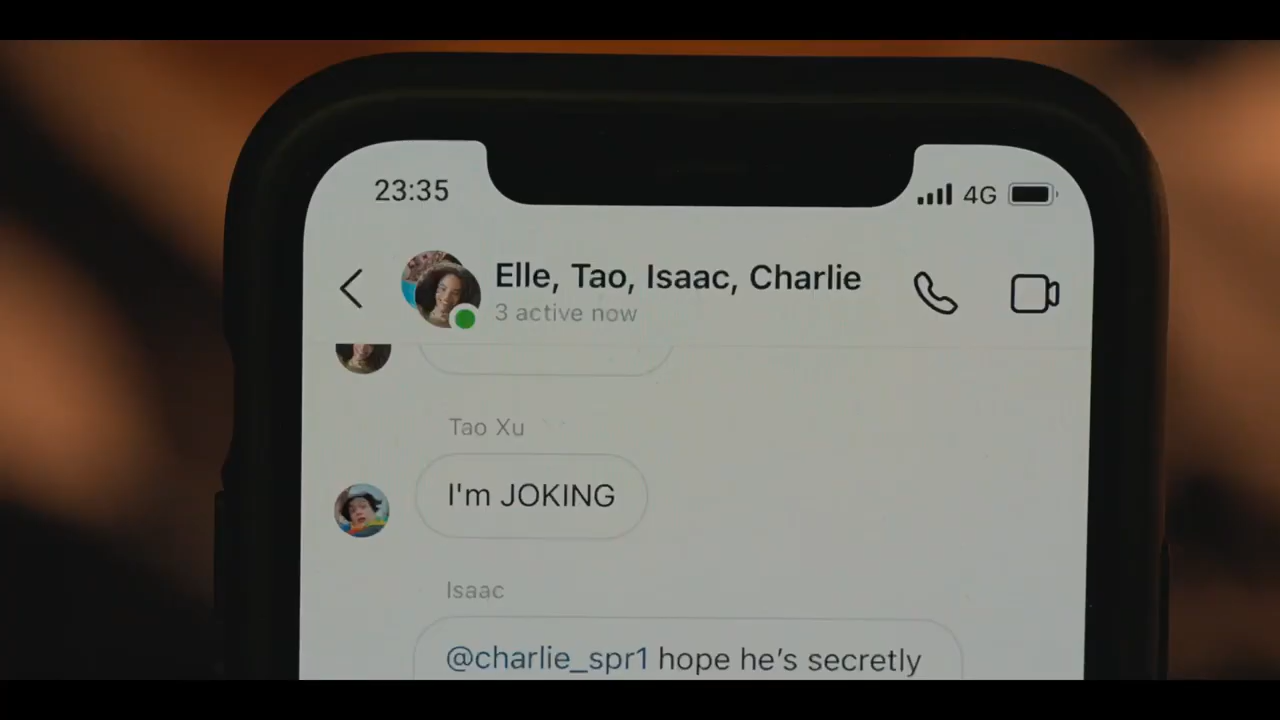 23:35
4G
Elle, Tao, Isaac, Charlie
3 active now
Tao Xu
I'm JOKING
Isaac
@charlie_spr1 hope he's secretly